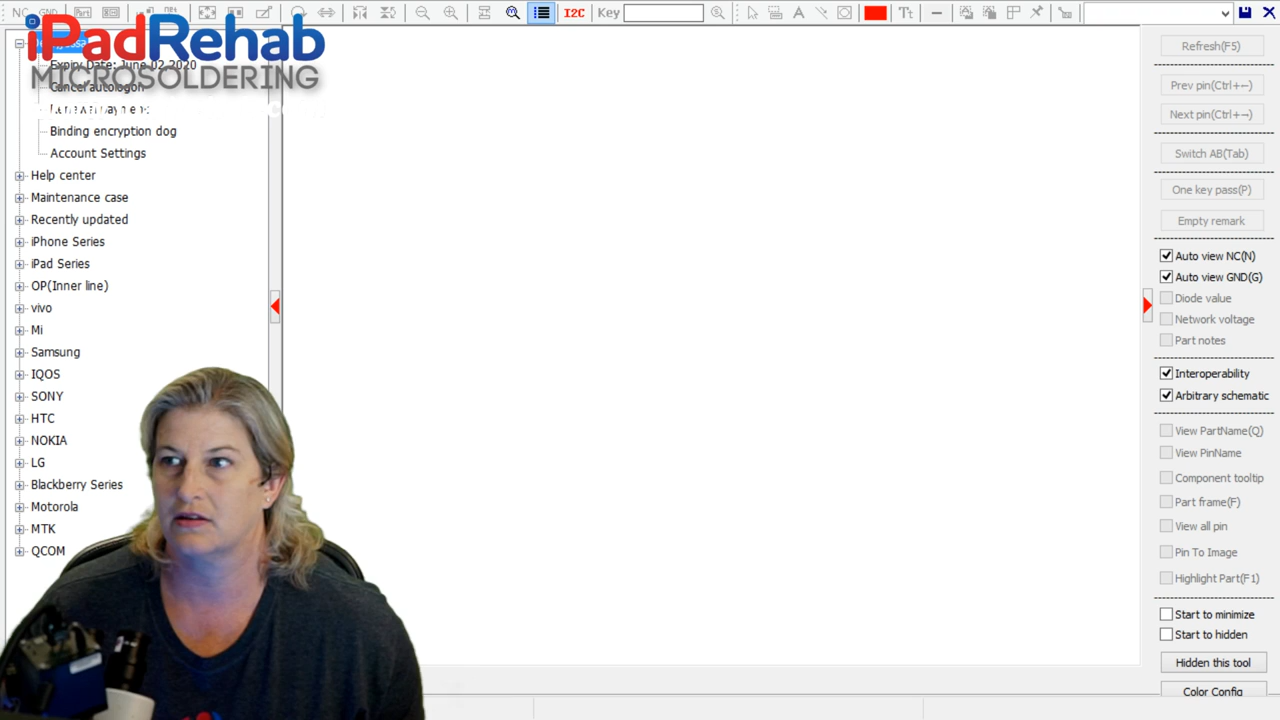 NC GND Part
I2C Key
Tt
iPadRehab
MICROSOLDERING
Expiry Date: June 02 2020
Cancel autologon
Binding encryption dog
Account Settings
Help center
Maintenance case
Recently updated
iPhone Series
iPad Series
OP(Inner line)
vivo
Mi
Samsung
IQOS
SONY
HTC
NOKIA
LG
Blackberry Series
Motorola
MTK
QCOM
Refresh(F5)
Prev pin(Ctrl+←)
Next pin(Ctrl+→)
Switch AB(Tab)
One key pass(P)
Empty remark
Auto view NC(N)
Auto view GND(G)
Diode value
Network voltage
Part notes
Interoperability
Arbitrary schematic
View PartName(Q)
View PinName
Component tooltip
Part frame(F)
View all pin
Pin To Image
Highlight Part(F1)
Start to minimize
Start to hidden
Hidden this tool
Color Config